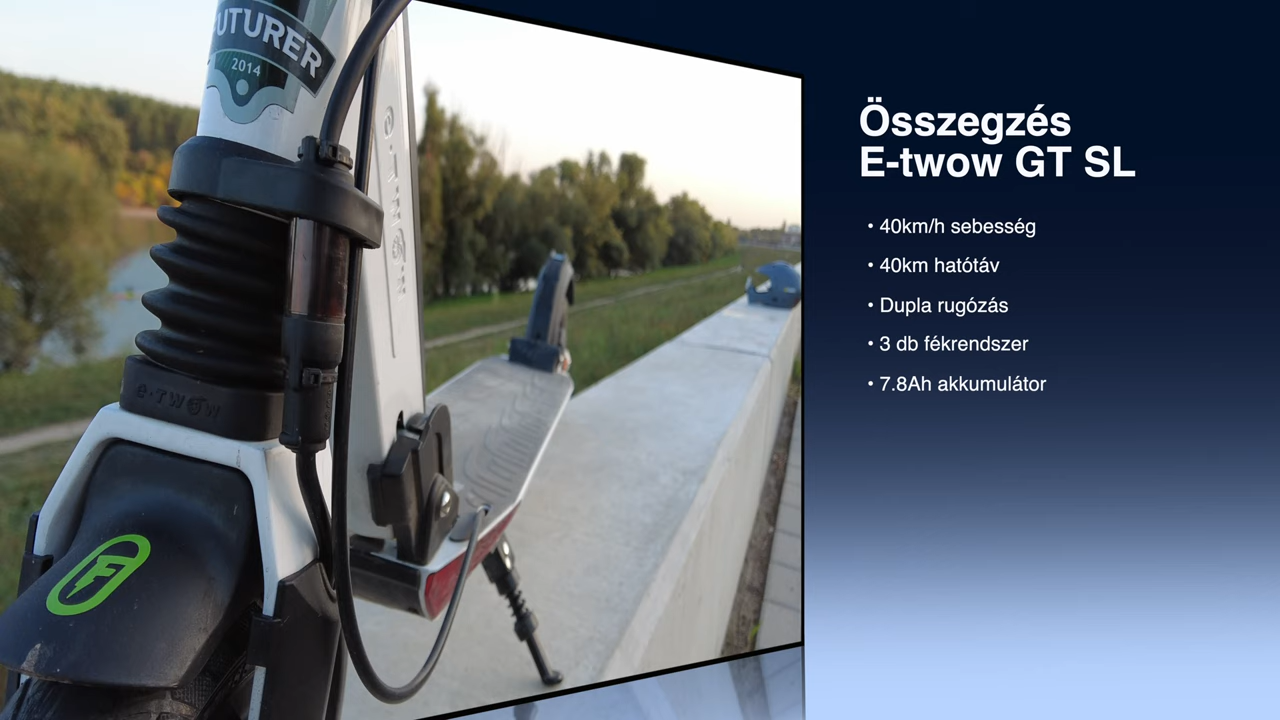 UTURER
2014
E-TWOW
e-TWOW
F
Összegzés
E-twow GT SL
• 40km/h sebesség
• 40km hatótáv
• Dupla rugózás
• 3 db fékrendszer
• 7.8Ah akkumulátor